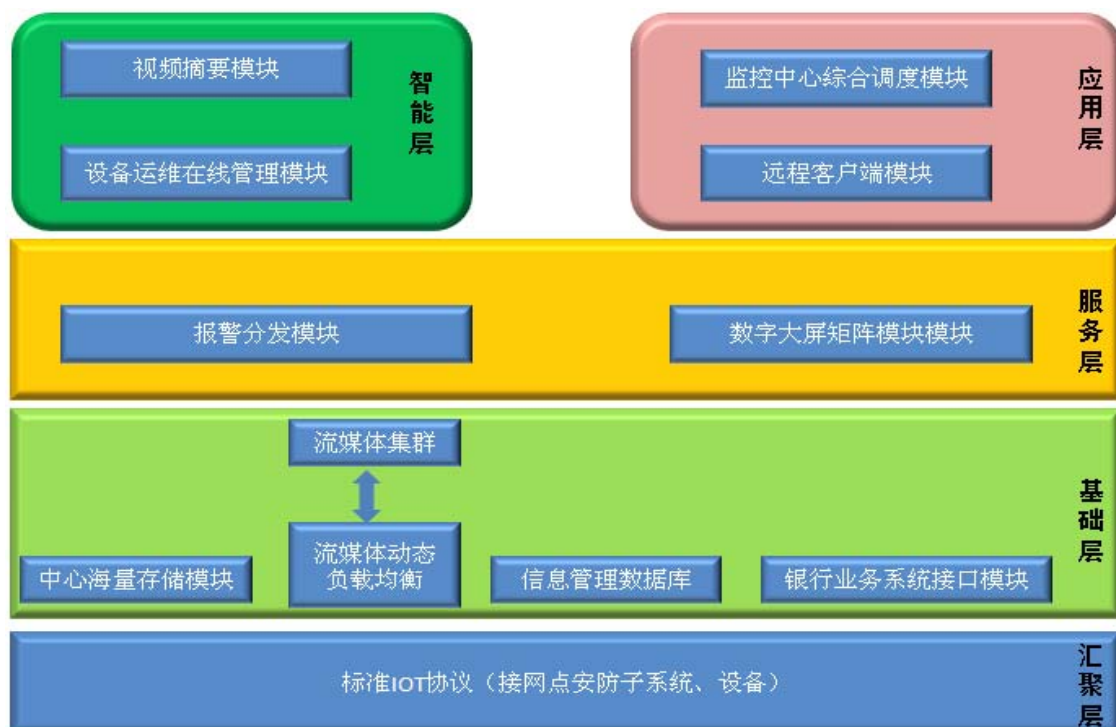 视频摘要模块
设备运维在线管理模块
智能层
监控中心综合调度模块
远程客户端模块
应用层
报警分发模块
数字大屏矩阵模块模块
服务层
流媒体集群
中心海量存储模块
流媒体动态
负载均衡
信息管理数据库
银行业务系统接口模块
基础层
标准IOT协议（接网点安防子系统、设备）
汇聚层